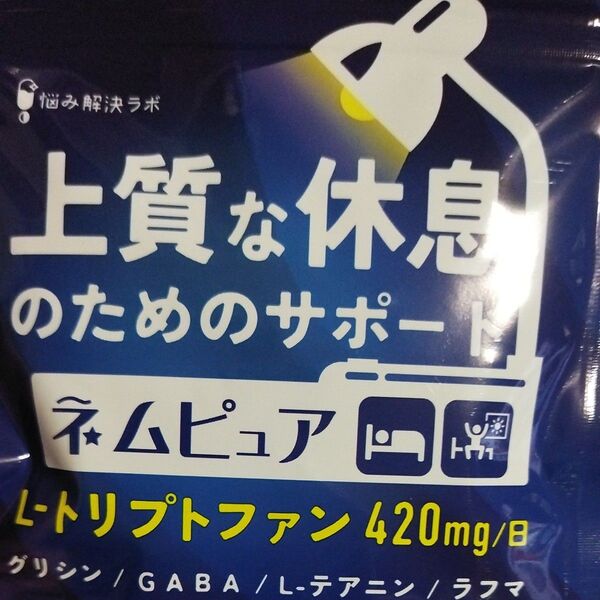 悩み解決ラボ
上質な休息
のためのサポート
ネムピュア
L-トリプトファン 420mg/日
グリシン / GABA / L-テアニン / ラフマ